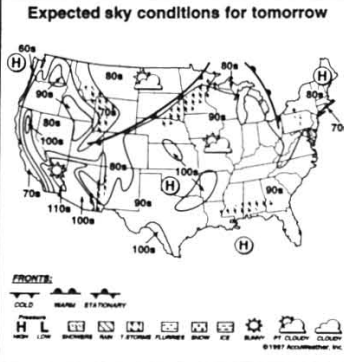 Expected sky conditions for tomorrow
60s
H
80s
80s
H
80s
90s
70s
80s
70s
100s
80s
100s
90s
90s
H
90s
70s
110s
100s
100s
H
FRONTS:
COLD WARM STATIONARY
Pressure
H L
HIGH LOW SHOWERS RAIN T-STORMS FLURRIES SNOW ICE SUNNY PT. CLOUDY CLOUDY
©1987 AccuWeather, Inc.